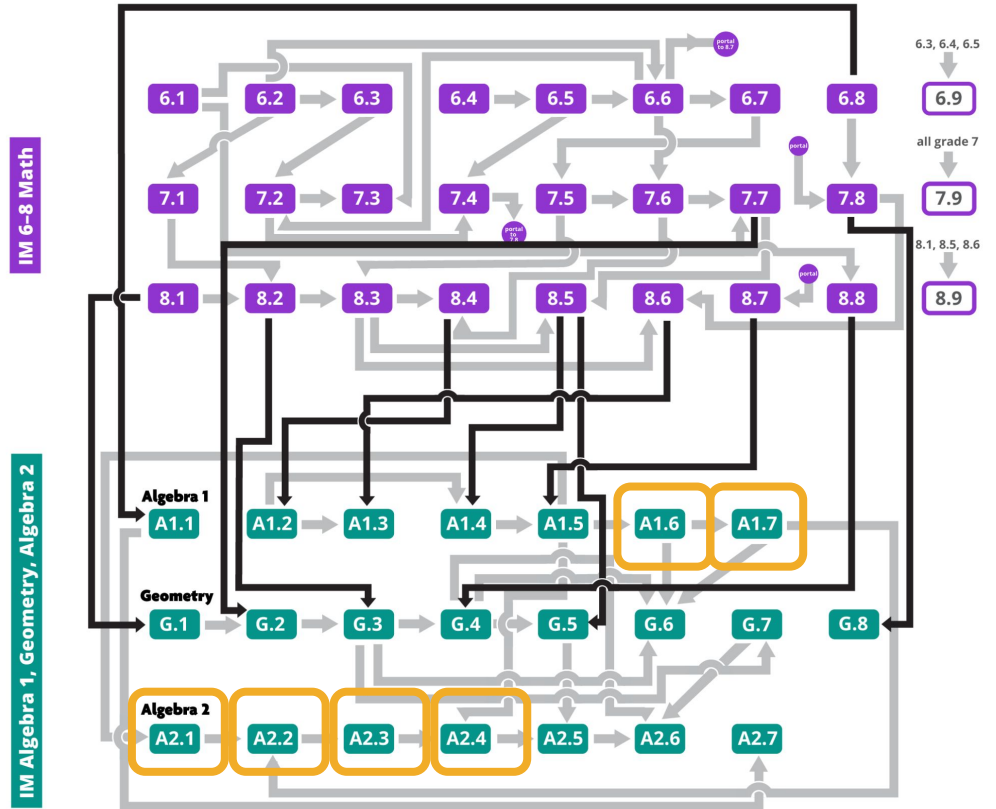 portal
to 8.7
6.3, 6.4, 6.5
6.1
6.2
6.3
6.4
6.5
6.6
6.7
6.8
6.9
IM 6–8 Math
all grade 7
portal
7.1
7.2
7.3
7.4
7.5
7.6
7.7
7.8
7.9
portal
to
7.8
8.1, 8.5, 8.6
portal
8.1
8.2
8.3
8.4
8.5
8.6
8.7
8.8
8.9
IM Algebra 1, Geometry, Algebra 2
Algebra 1
A1.1
A1.2
A1.3
A1.4
A1.5
A1.6
A1.7
Geometry
G.1
G.2
G.3
G.4
G.5
G.6
G.7
G.8
Algebra 2
A2.1
A2.2
A2.3
A2.4
A2.5
A2.6
A2.7